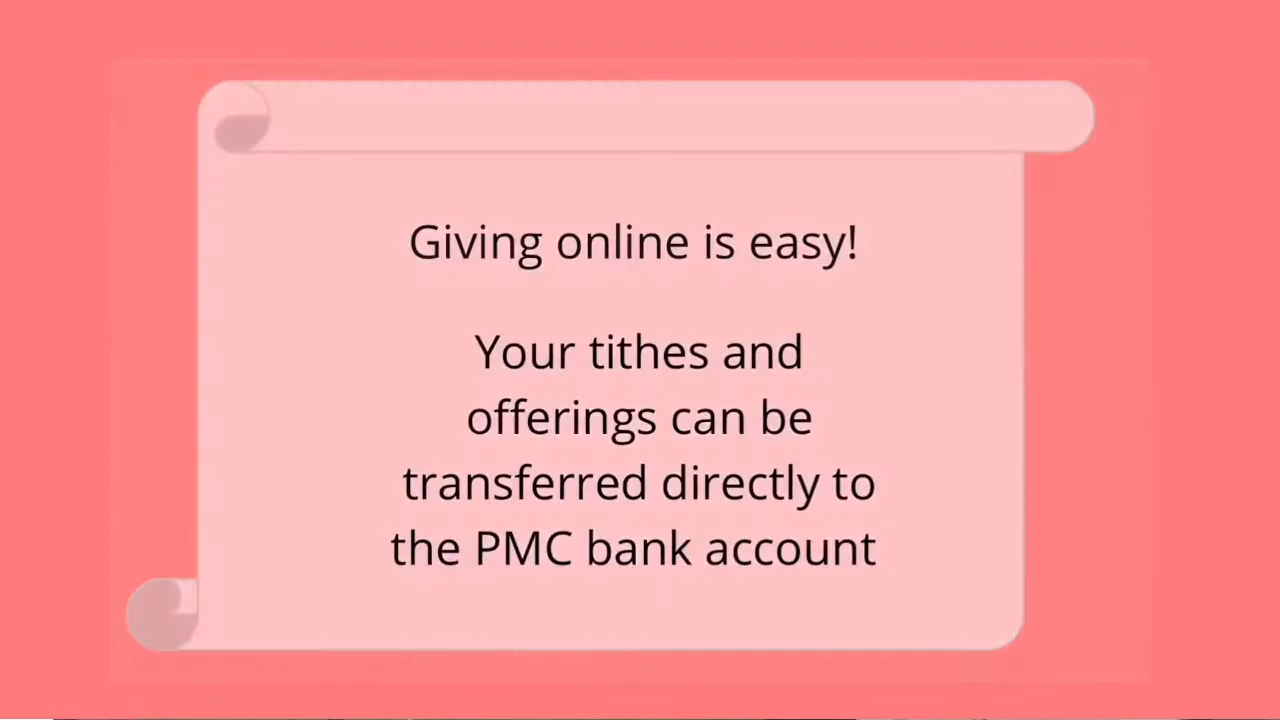 Giving online is easy!
Your tithes and
offerings can be
transferred directly to
the PMC bank account